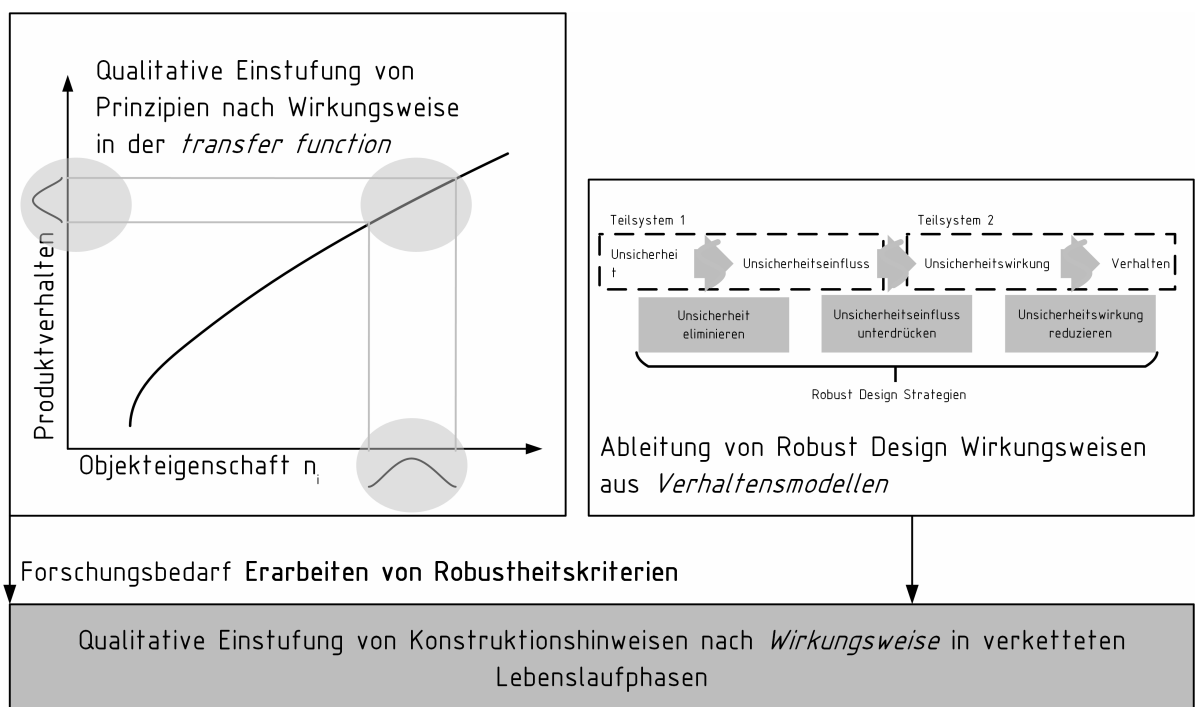 Qualitative Einstufung von
Prinzipien nach Wirkungsweise
in der transfer function
Produktverhalten
Objekteigenschaft nᵢ
Teilsystem 1
Teilsystem 2
Unsicherhei
t
Unsicherheitseinfluss
Unsicherheitswirkung
Verhalten
Unsicherheit
eliminieren
Unsicherheitseinfluss
unterdrücken
Unsicherheitswirkung
reduzieren
Robust Design Strategien
Ableitung von Robust Design Wirkungsweisen
aus Verhaltensmodellen
Forschungsbedarf Erarbeiten von Robustheitskriterien
Qualitative Einstufung von Konstruktionshinweisen nach Wirkungsweise in verketteten
Lebenslaufphasen